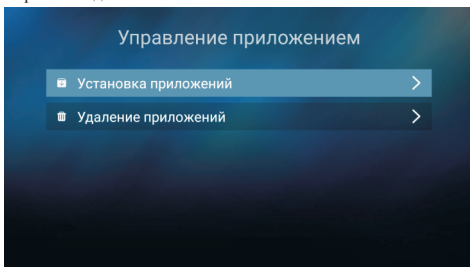 Управление приложением
Установка приложений
Удаление приложений